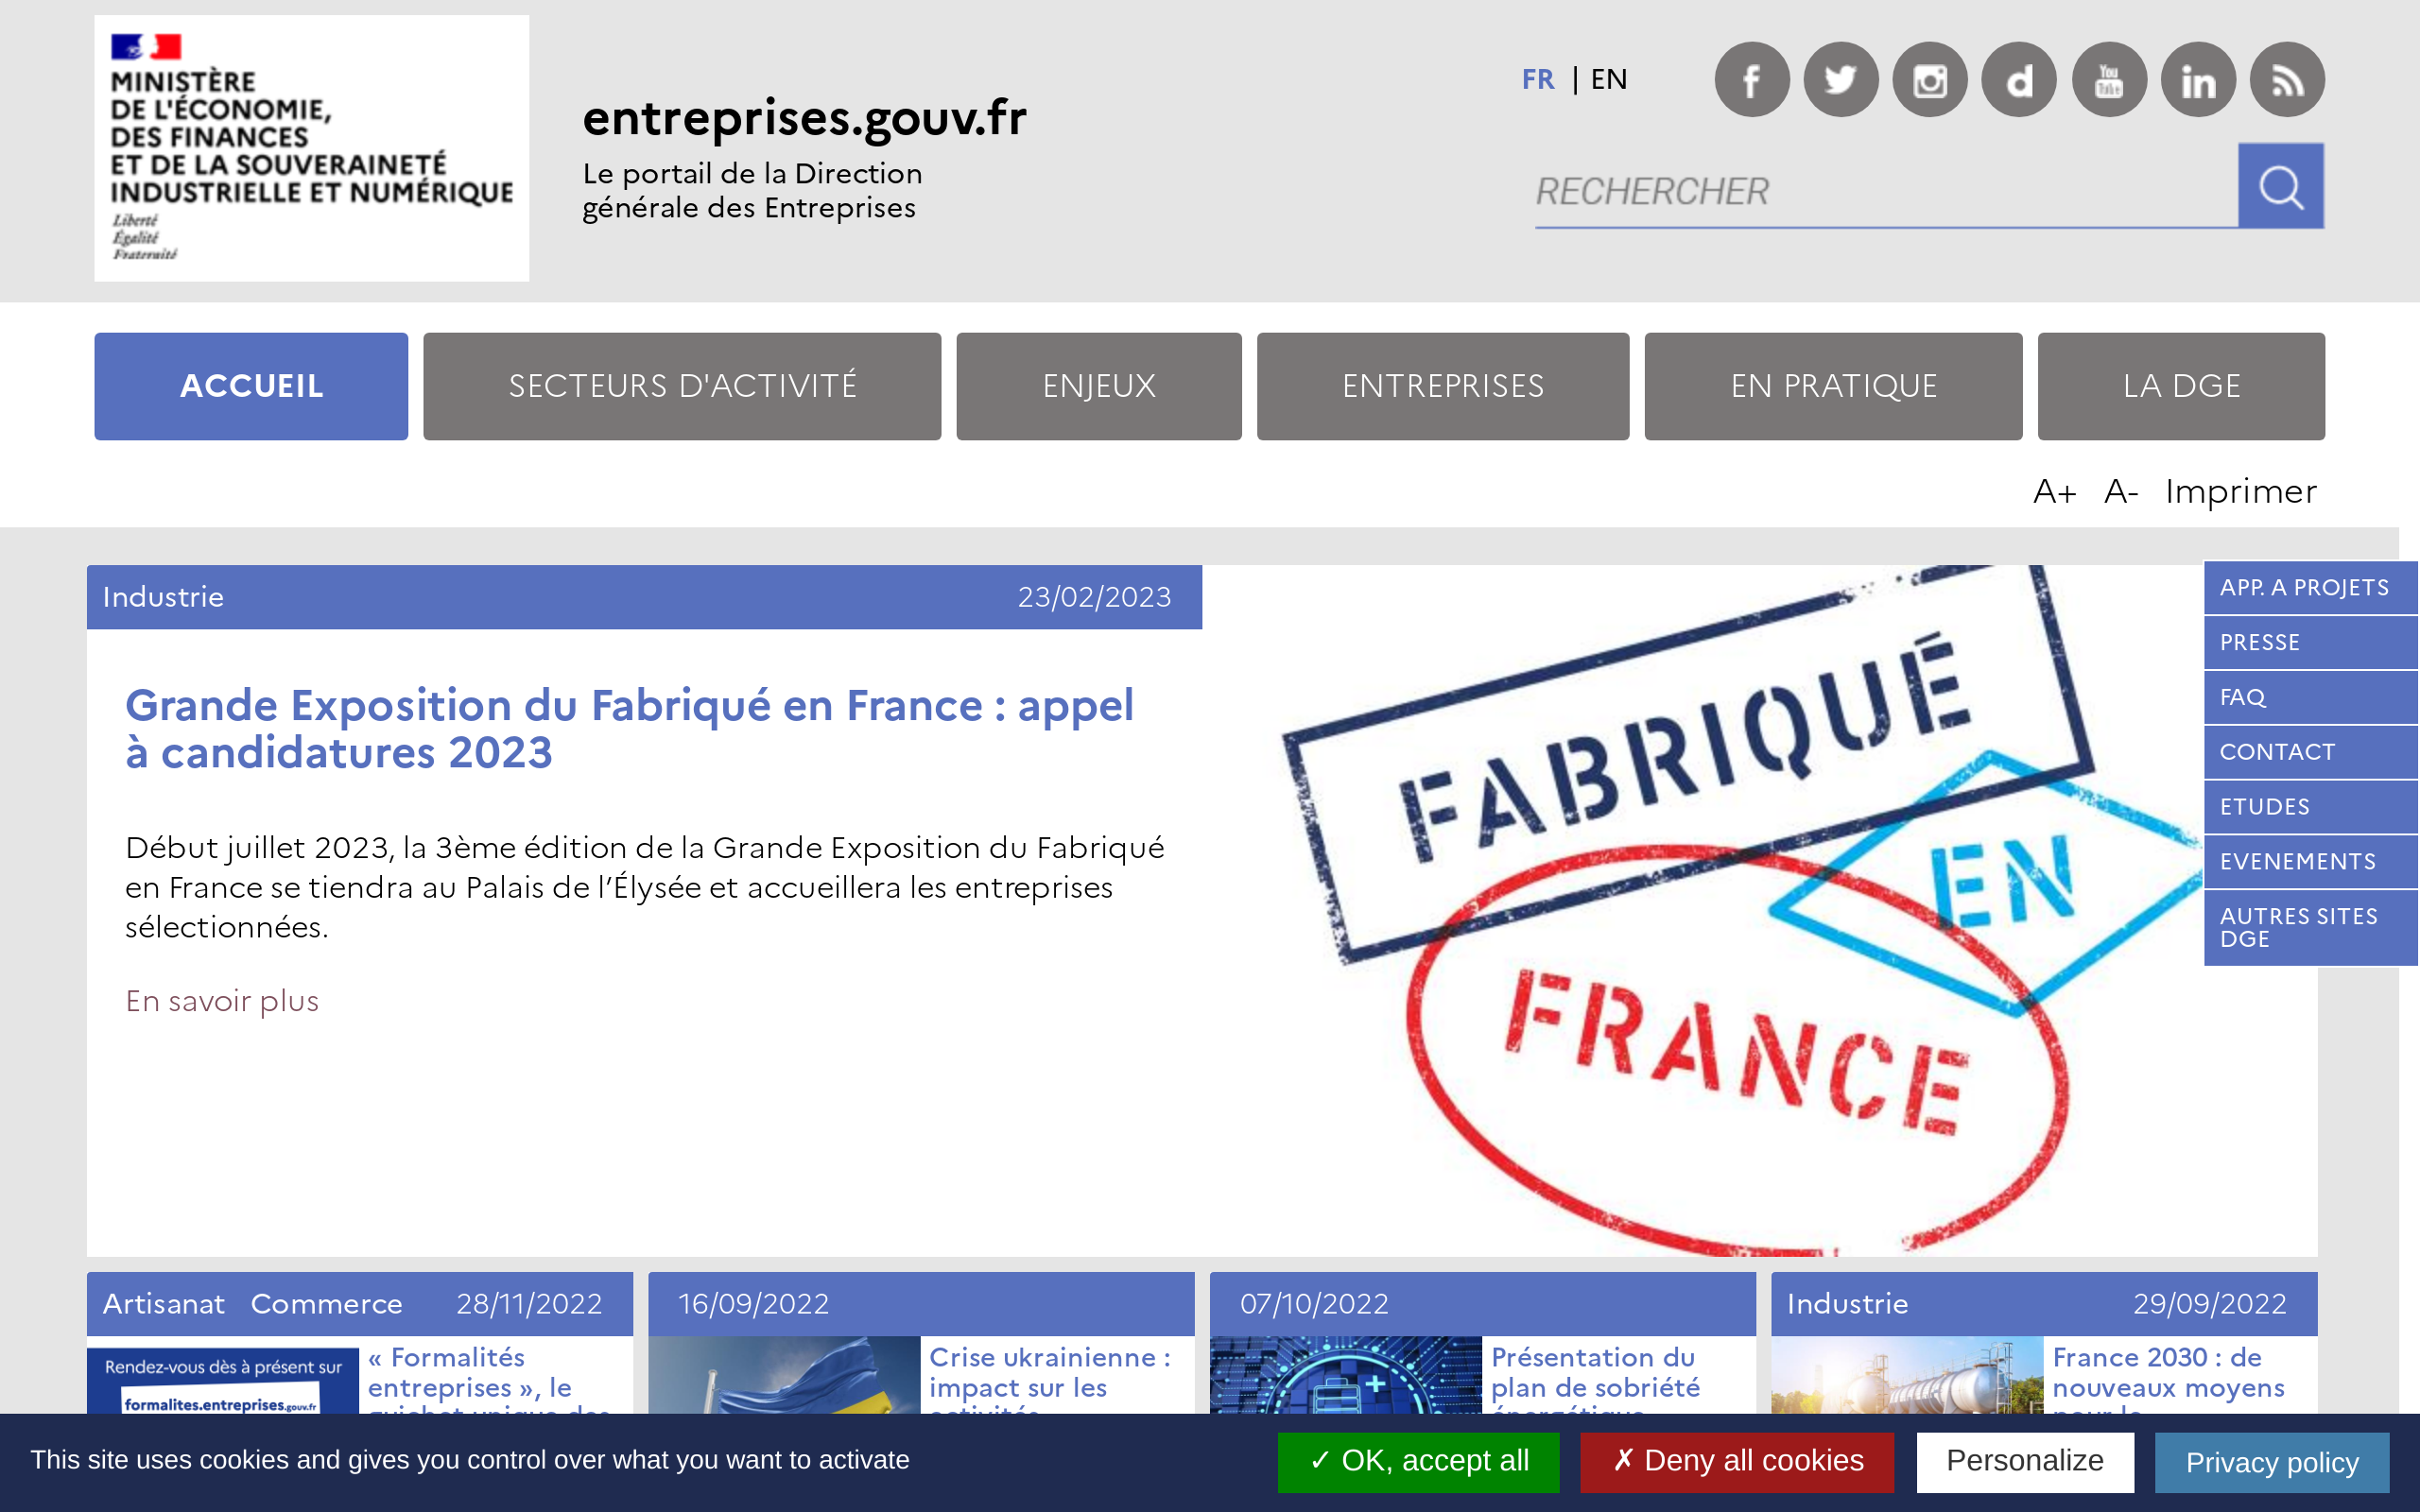 MINISTÈRE
DE L'ÉCONOMIE,
DES FINANCES
ET DE LA SOUVERAINETÉ
INDUSTRIELLE ET NUMÉRIQUE
Liberté
Égalité
Fraternité
entreprises.gouv.fr
Le portail de la Direction
générale des Entreprises
FR | EN
RECHERCHER
ACCUEIL
SECTEURS D'ACTIVITÉ
ENJEUX
ENTREPRISES
EN PRATIQUE
LA DGE
A+ A- Imprimer
Industrie 23/02/2023
Grande Exposition du Fabriqué en France : appel
à candidatures 2023
Début juillet 2023, la 3ème édition de la Grande Exposition du Fabriqué
en France se tiendra au Palais de l’Élysée et accueillera les entreprises
sélectionnées.
En savoir plus
FABRIQUÉ
EN
FRANCE
APP. A PROJETS
PRESSE
FAQ
CONTACT
ETUDES
EVENEMENTS
AUTRES SITES
DGE
Artisanat Commerce 28/11/2022
Rendez-vous dès à présent sur
formalites.entreprises.gouv.fr
« Formalités
entreprises », le
guichet unique des
16/09/2022
Crise ukrainienne :
impact sur les
activités
07/10/2022
Présentation du
plan de sobriété
énergétique
Industrie 29/09/2022
France 2030 : de
nouveaux moyens
pour la
This site uses cookies and gives you control over what you want to activate
✓ OK, accept all
✗ Deny all cookies
Personalize
Privacy policy